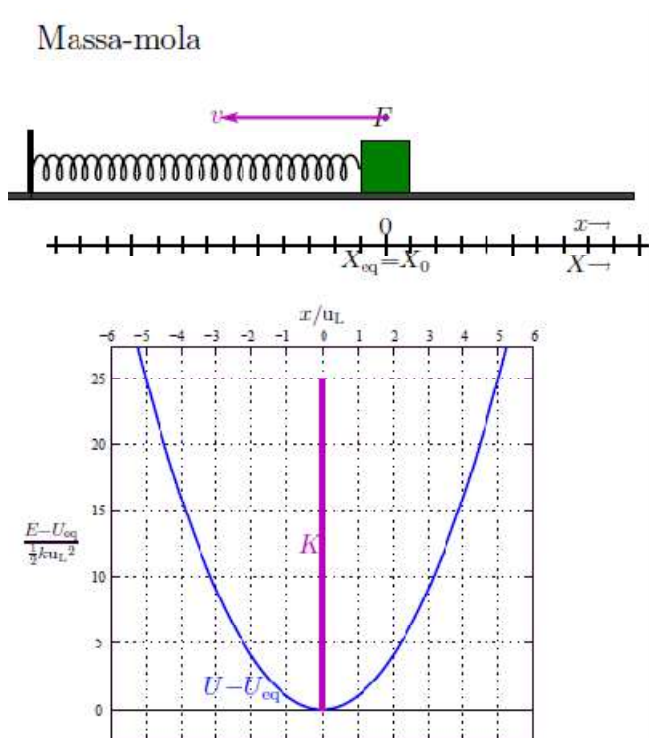 Massa-mola
v F
0 x→
X_eq=X_0 X→
x/u_L
−6 −5 −4 −3 −2 −1 0 1 2 3 4 5 6
25
20
15
E−U_eq
½ku_L²
K
10
5
U−U_eq
0